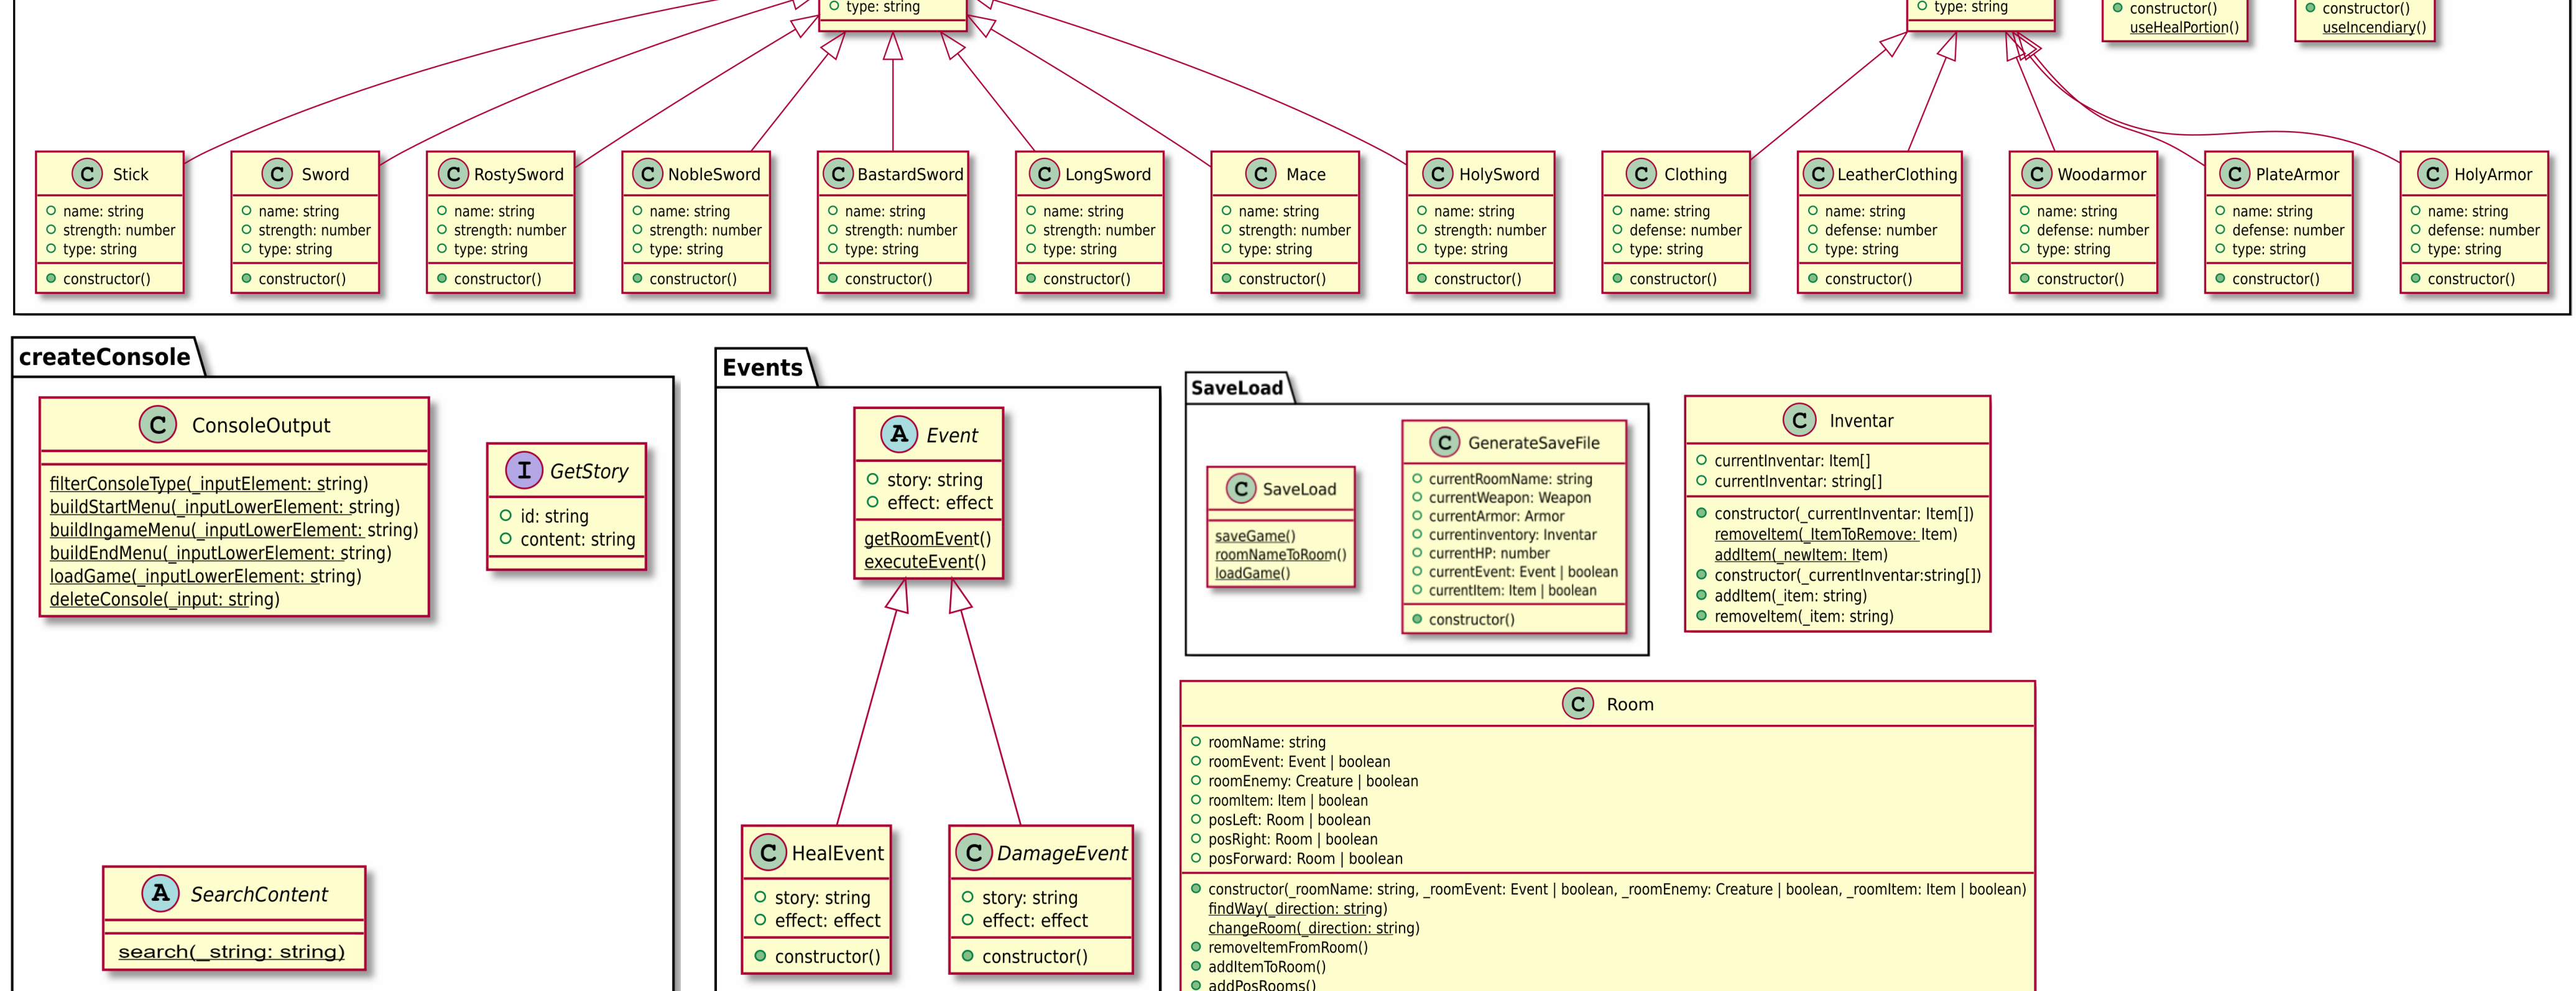 type: string
type: string
constructor()
useHealPortion()
constructor()
useIncendiary()
C Stick
name: string
strength: number
type: string
constructor()
C Sword
name: string
strength: number
type: string
constructor()
C RostySword
name: string
strength: number
type: string
constructor()
C NobleSword
name: string
strength: number
type: string
constructor()
C BastardSword
name: string
strength: number
type: string
constructor()
C LongSword
name: string
strength: number
type: string
constructor()
C Mace
name: string
strength: number
type: string
constructor()
C HolySword
name: string
strength: number
type: string
constructor()
C Clothing
name: string
defense: number
type: string
constructor()
C LeatherClothing
name: string
defense: number
type: string
constructor()
C Woodarmor
name: string
defense: number
type: string
constructor()
C PlateArmor
name: string
defense: number
type: string
constructor()
C HolyArmor
name: string
defense: number
type: string
constructor()
createConsole
C ConsoleOutput
filterConsoleType(_inputElement: string)
buildStartMenu(_inputLowerElement: string)
buildIngameMenu(_inputLowerElement: string)
buildEndMenu(_inputLowerElement: string)
loadGame(_inputLowerElement: string)
deleteConsole(_input: string)
I GetStory
id: string
content: string
A SearchContent
search(_string: string)
Events
A Event
story: string
effect: effect
getRoomEvent()
executeEvent()
C HealEvent
story: string
effect: effect
constructor()
C DamageEvent
story: string
effect: effect
constructor()
SaveLoad
C SaveLoad
saveGame()
roomNameToRoom()
loadGame()
C GenerateSaveFile
currentRoomName: string
currentWeapon: Weapon
currentArmor: Armor
currentinventory: Inventar
currentHP: number
currentEvent: Event | boolean
currentItem: Item | boolean
constructor()
C Inventar
currentInventar: Item[]
currentInventar: string[]
constructor(_currentInventar: Item[])
removeItem(_ItemToRemove: Item)
addItem(_newItem: Item)
constructor(_currentInventar:string[])
addItem(_item: string)
removeItem(_item: string)
C Room
roomName: string
roomEvent: Event | boolean
roomEnemy: Creature | boolean
roomItem: Item | boolean
posLeft: Room | boolean
posRight: Room | boolean
posForward: Room | boolean
constructor(_roomName: string, _roomEvent: Event | boolean, _roomEnemy: Creature | boolean, _roomItem: Item | boolean)
findWay(_direction: string)
changeRoom(_direction: string)
removeItemFromRoom()
addItemToRoom()
addPosRooms()